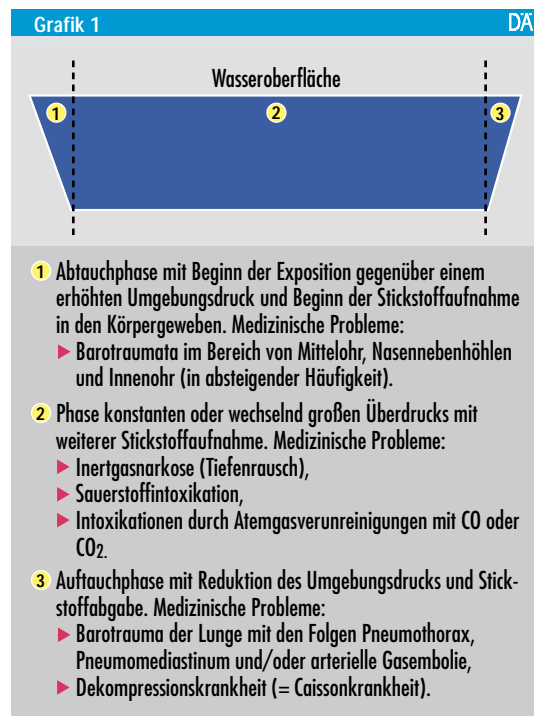 Grafik 1 DÄ
Wasseroberfläche
1 2 3
1 Abtauchphase mit Beginn der Exposition gegenüber einem
erhöhten Umgebungsdruck und Beginn der Stickstoffaufnahme
in den Körpergeweben. Medizinische Probleme:
Barotraumata im Bereich von Mittelohr, Nasennebenhöhlen
und Innenohr (in absteigender Häufigkeit).
2 Phase konstanten oder wechselnd großen Überdrucks mit
weiterer Stickstoffaufnahme. Medizinische Probleme:
Inertgasnarkose (Tiefenrausch),
Sauerstoffintoxikation,
Intoxikationen durch Atemgasverunreinigungen mit CO oder
CO2.
3 Auftauchphase mit Reduktion des Umgebungsdrucks und Stick-
stoffabgabe. Medizinische Probleme:
Barotrauma der Lunge mit den Folgen Pneumothorax,
Pneumomediastinum und/oder arterielle Gasembolie,
Dekompressionskrankheit (= Caissonkrankheit).